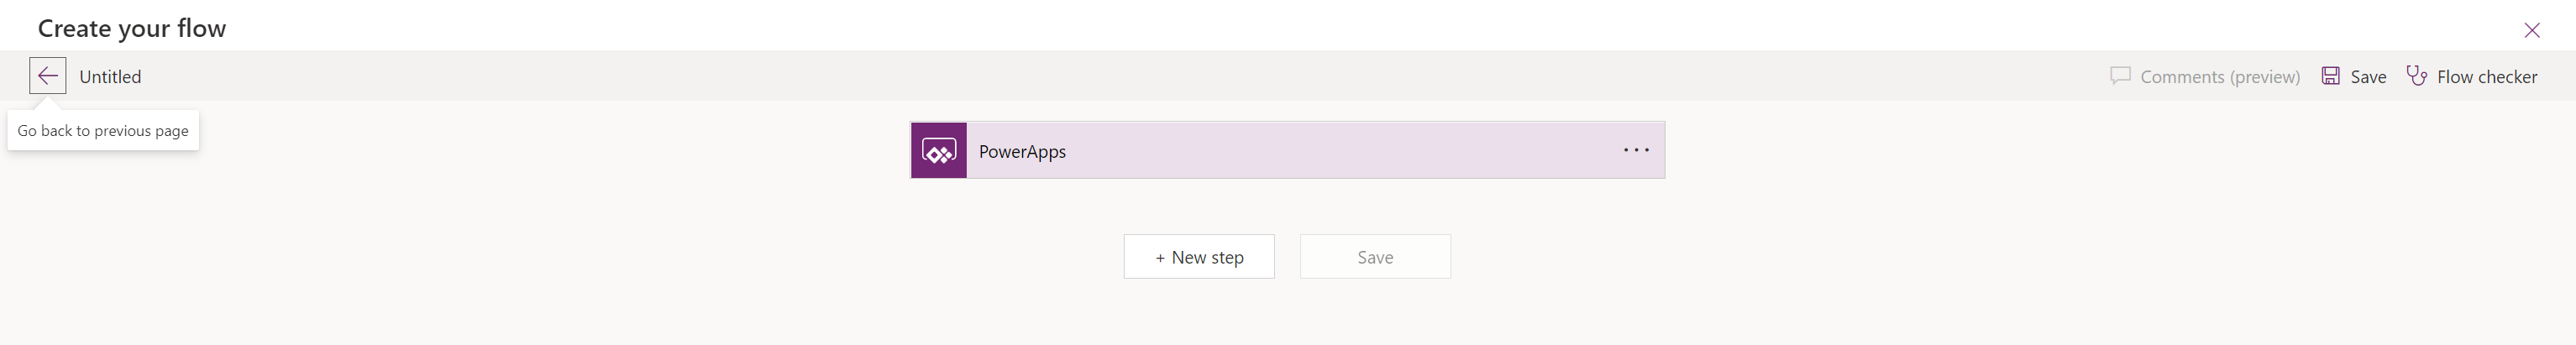 Create your flow
Untitled
Comments (preview)
Save
Flow checker
Go back to previous page
PowerApps
+ New step
Save